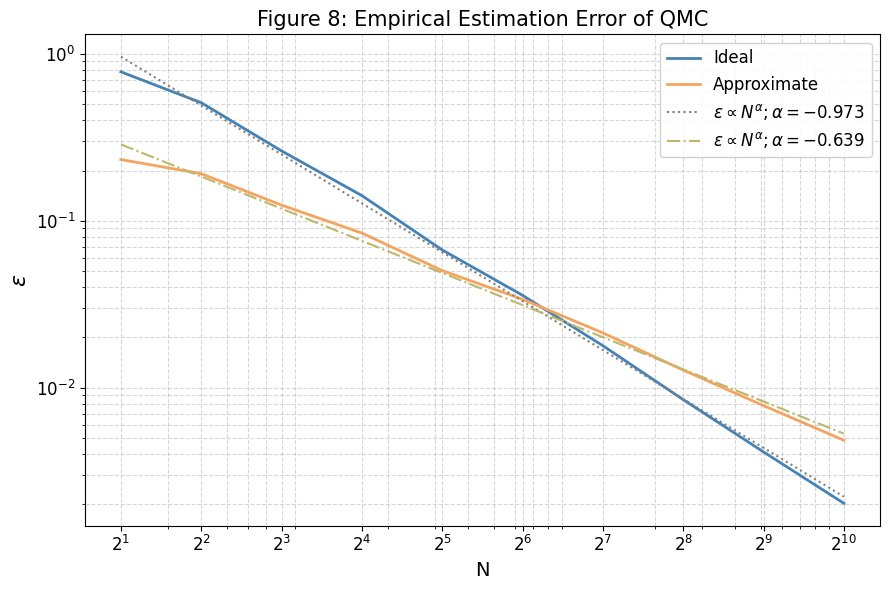 Figure 8: Empirical Estimation Error of QMC
Ideal
Approximate
ε ∝ N^α; α = −0.973
ε ∝ N^α; α = −0.639
10^0
10^−1
10^−2
ε
2^1 2^2 2^3 2^4 2^5 2^6 2^7 2^8 2^9 2^10
N